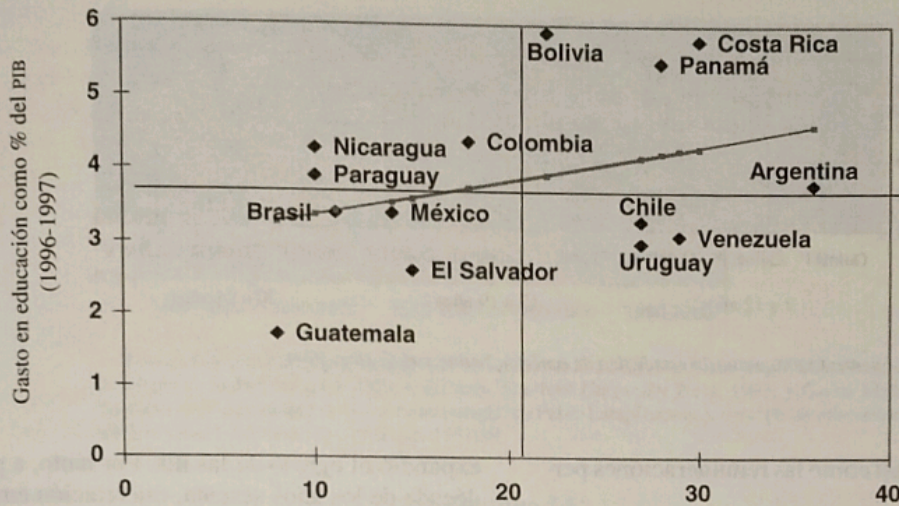 Gasto en educación como % del PIB
(1996-1997)
6
5
4
3
2
1
0
Bolivia
Costa Rica
Panamá
Nicaragua
Colombia
Paraguay
Argentina
Brasil
México
Chile
Venezuela
Uruguay
El Salvador
Guatemala
0 10 20 30 40